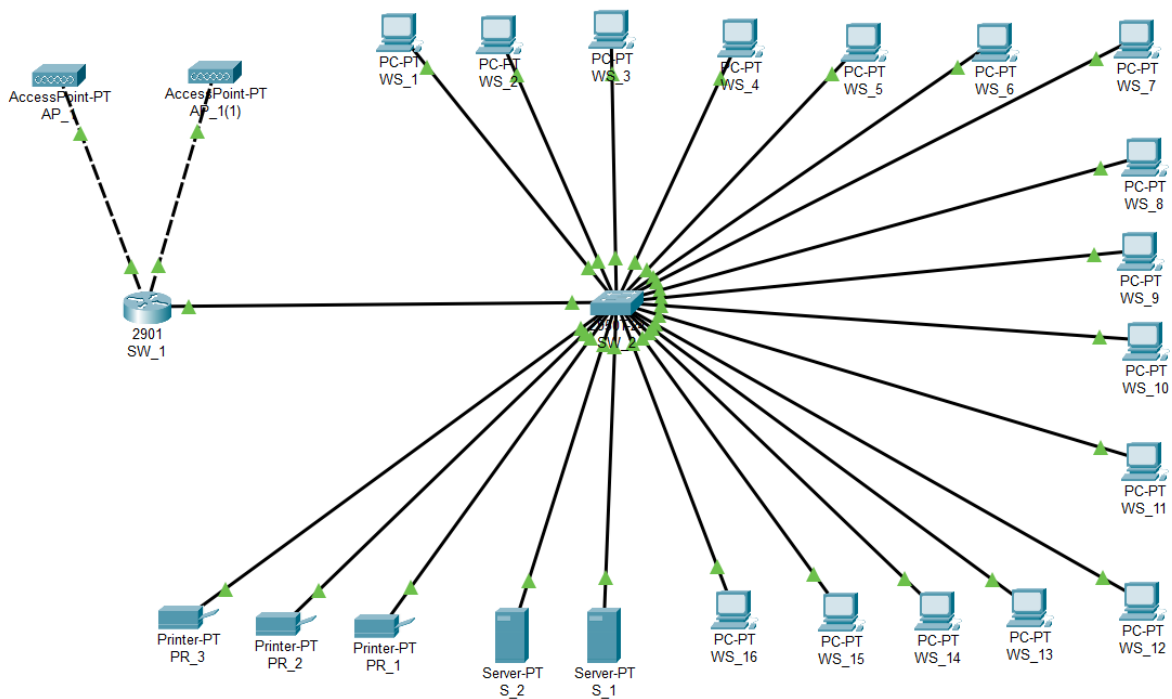 PC-PT
WS_1
PC-PT
WS_2
PC-PT
WS_3
PC-PT
WS_4
PC-PT
WS_5
PC-PT
WS_6
PC-PT
WS_7
AccessPoint-PT
AP_1
AccessPoint-PT
AP_1(1)
PC-PT
WS_8
PC-PT
WS_9
2901
SW_1
SW_2
PC-PT
WS_10
PC-PT
WS_11
Printer-PT
PR_3
Printer-PT
PR_2
Printer-PT
PR_1
Server-PT
S_2
Server-PT
S_1
PC-PT
WS_16
PC-PT
WS_15
PC-PT
WS_14
PC-PT
WS_13
PC-PT
WS_12